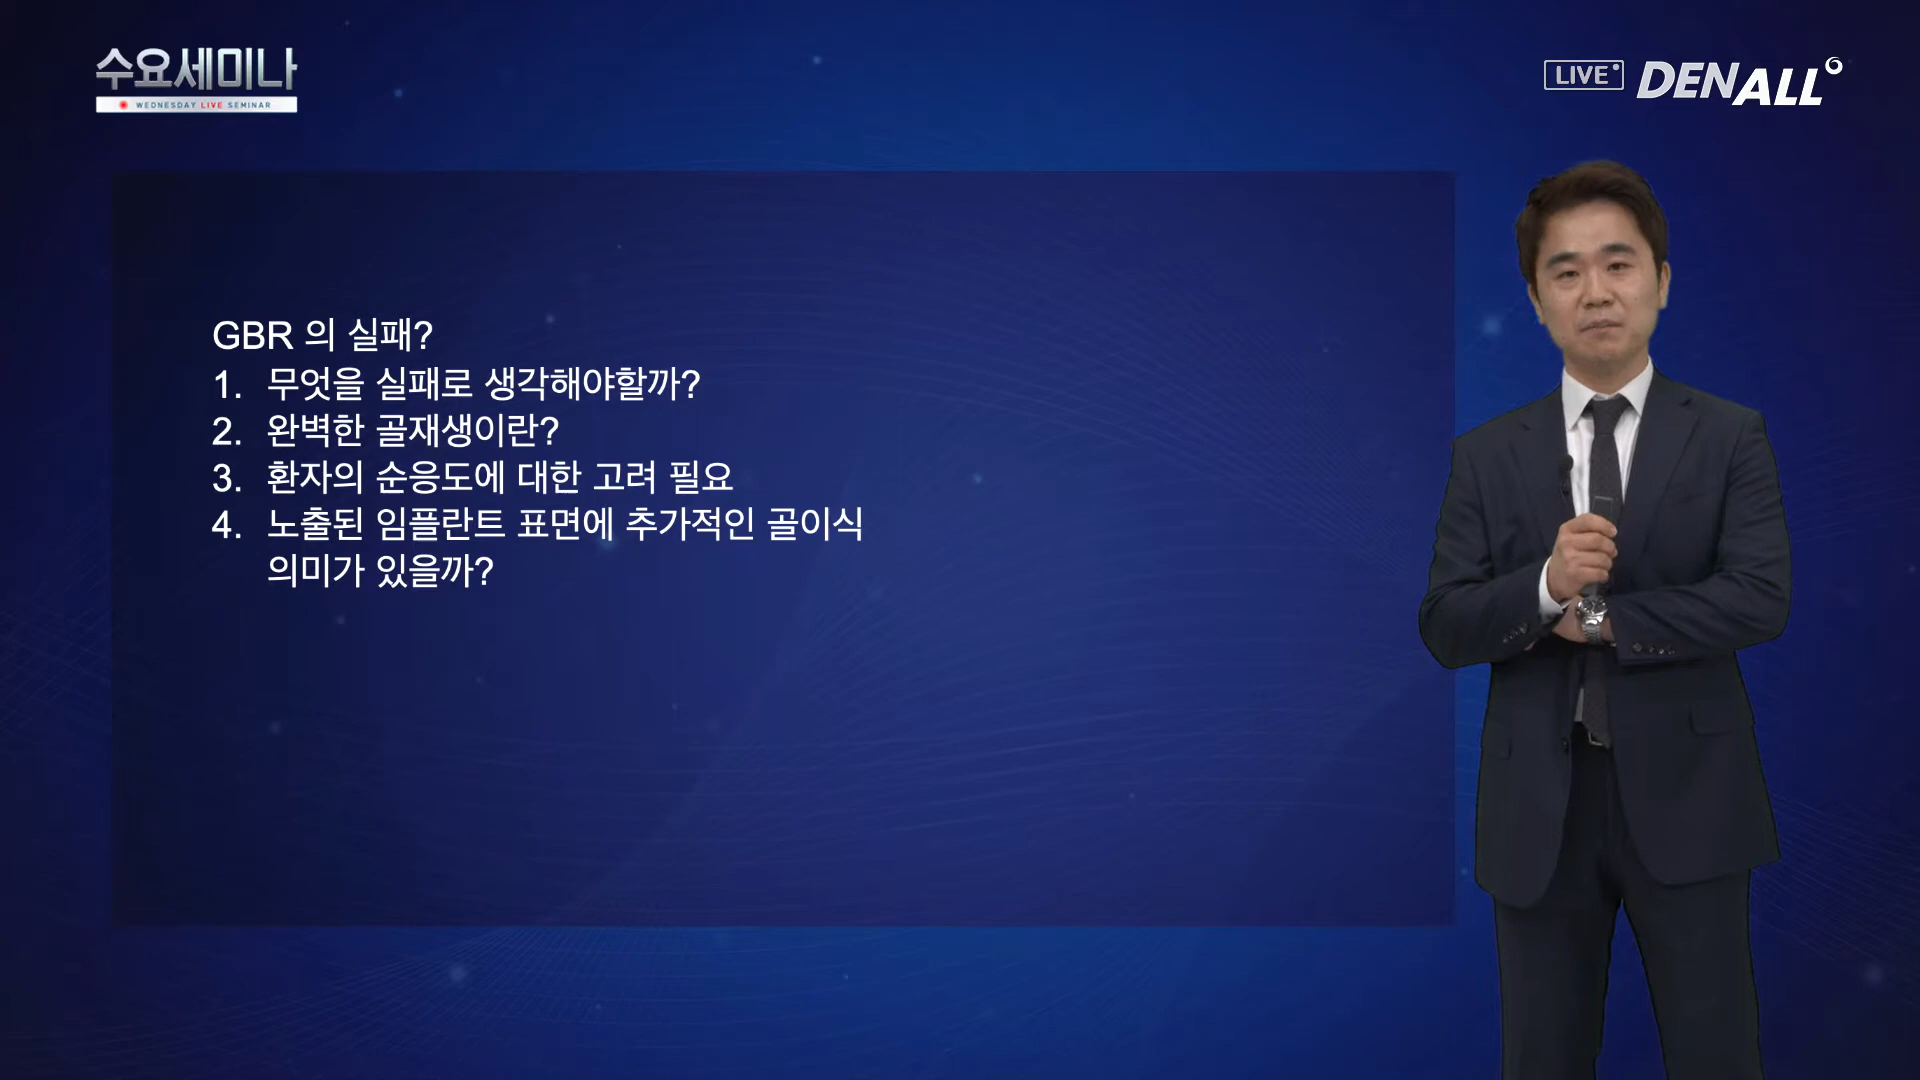 수요세미나
WEDNESDAY LIVE SEMINAR
LIVE
DENALL
GBR 의 실패?
1. 무엇을 실패로 생각해야할까?
2. 완벽한 골재생이란?
3. 환자의 순응도에 대한 고려 필요
4. 노출된 임플란트 표면에 추가적인 골이식
의미가 있을까?